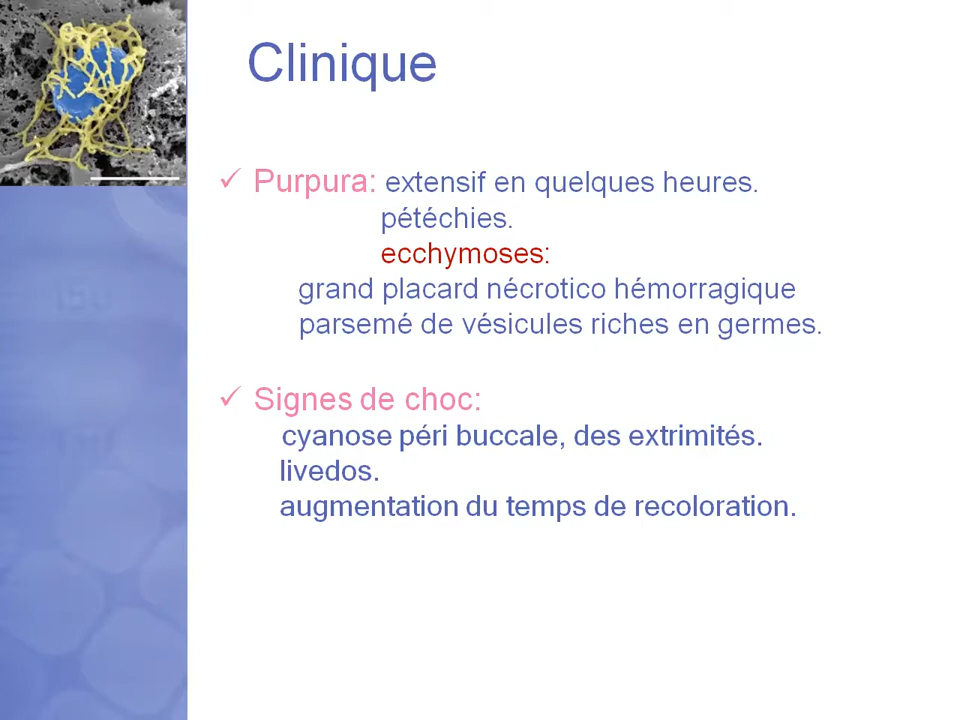 Clinique
✓ Purpura: extensif en quelques heures.
pétéchies.
ecchymoses:
grand placard nécrotico hémorragique
parsemé de vésicules riches en germes.
✓ Signes de choc:
cyanose péri buccale, des extrimités.
livedos.
augmentation du temps de recoloration.